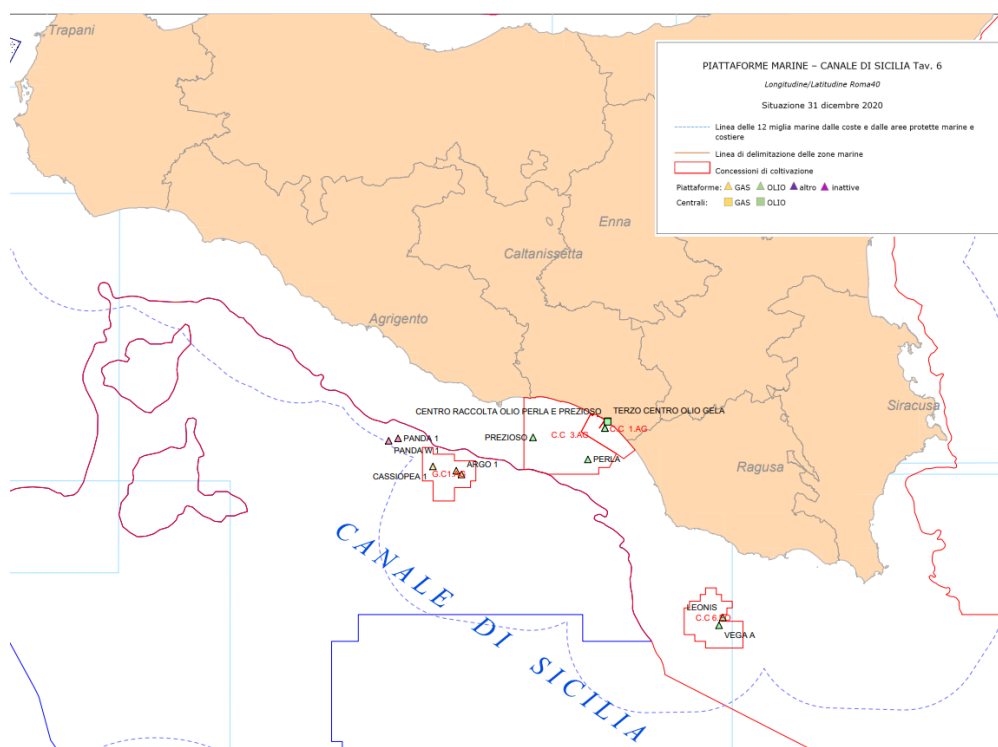 Trapani
PIATTAFORME MARINE – CANALE DI SICILIA Tav. 6
Longitudine/Latitudine Roma40
Situazione 31 dicembre 2020
Linea delle 12 miglia marine dalle coste e dalle aree protette marine e
costiere
Linea di delimitazione delle zone marine
Concessioni di coltivazione
Piattaforme: GAS OLIO altro inattive
Centrali: GAS OLIO
Enna
Caltanissetta
Agrigento
Siracusa
CENTRO RACCOLTA OLIO PERLA E PREZIOSO
TERZO CENTRO OLIO GELA
C.C 3.AG
C.C 1.AG
PREZIOSO
PANDA 1
PANDA W 1
PERLA
ARGO 1
CASSIOPEA 1
Ragusa
CANALE DI SICILIA
LEONIS
VEGA A